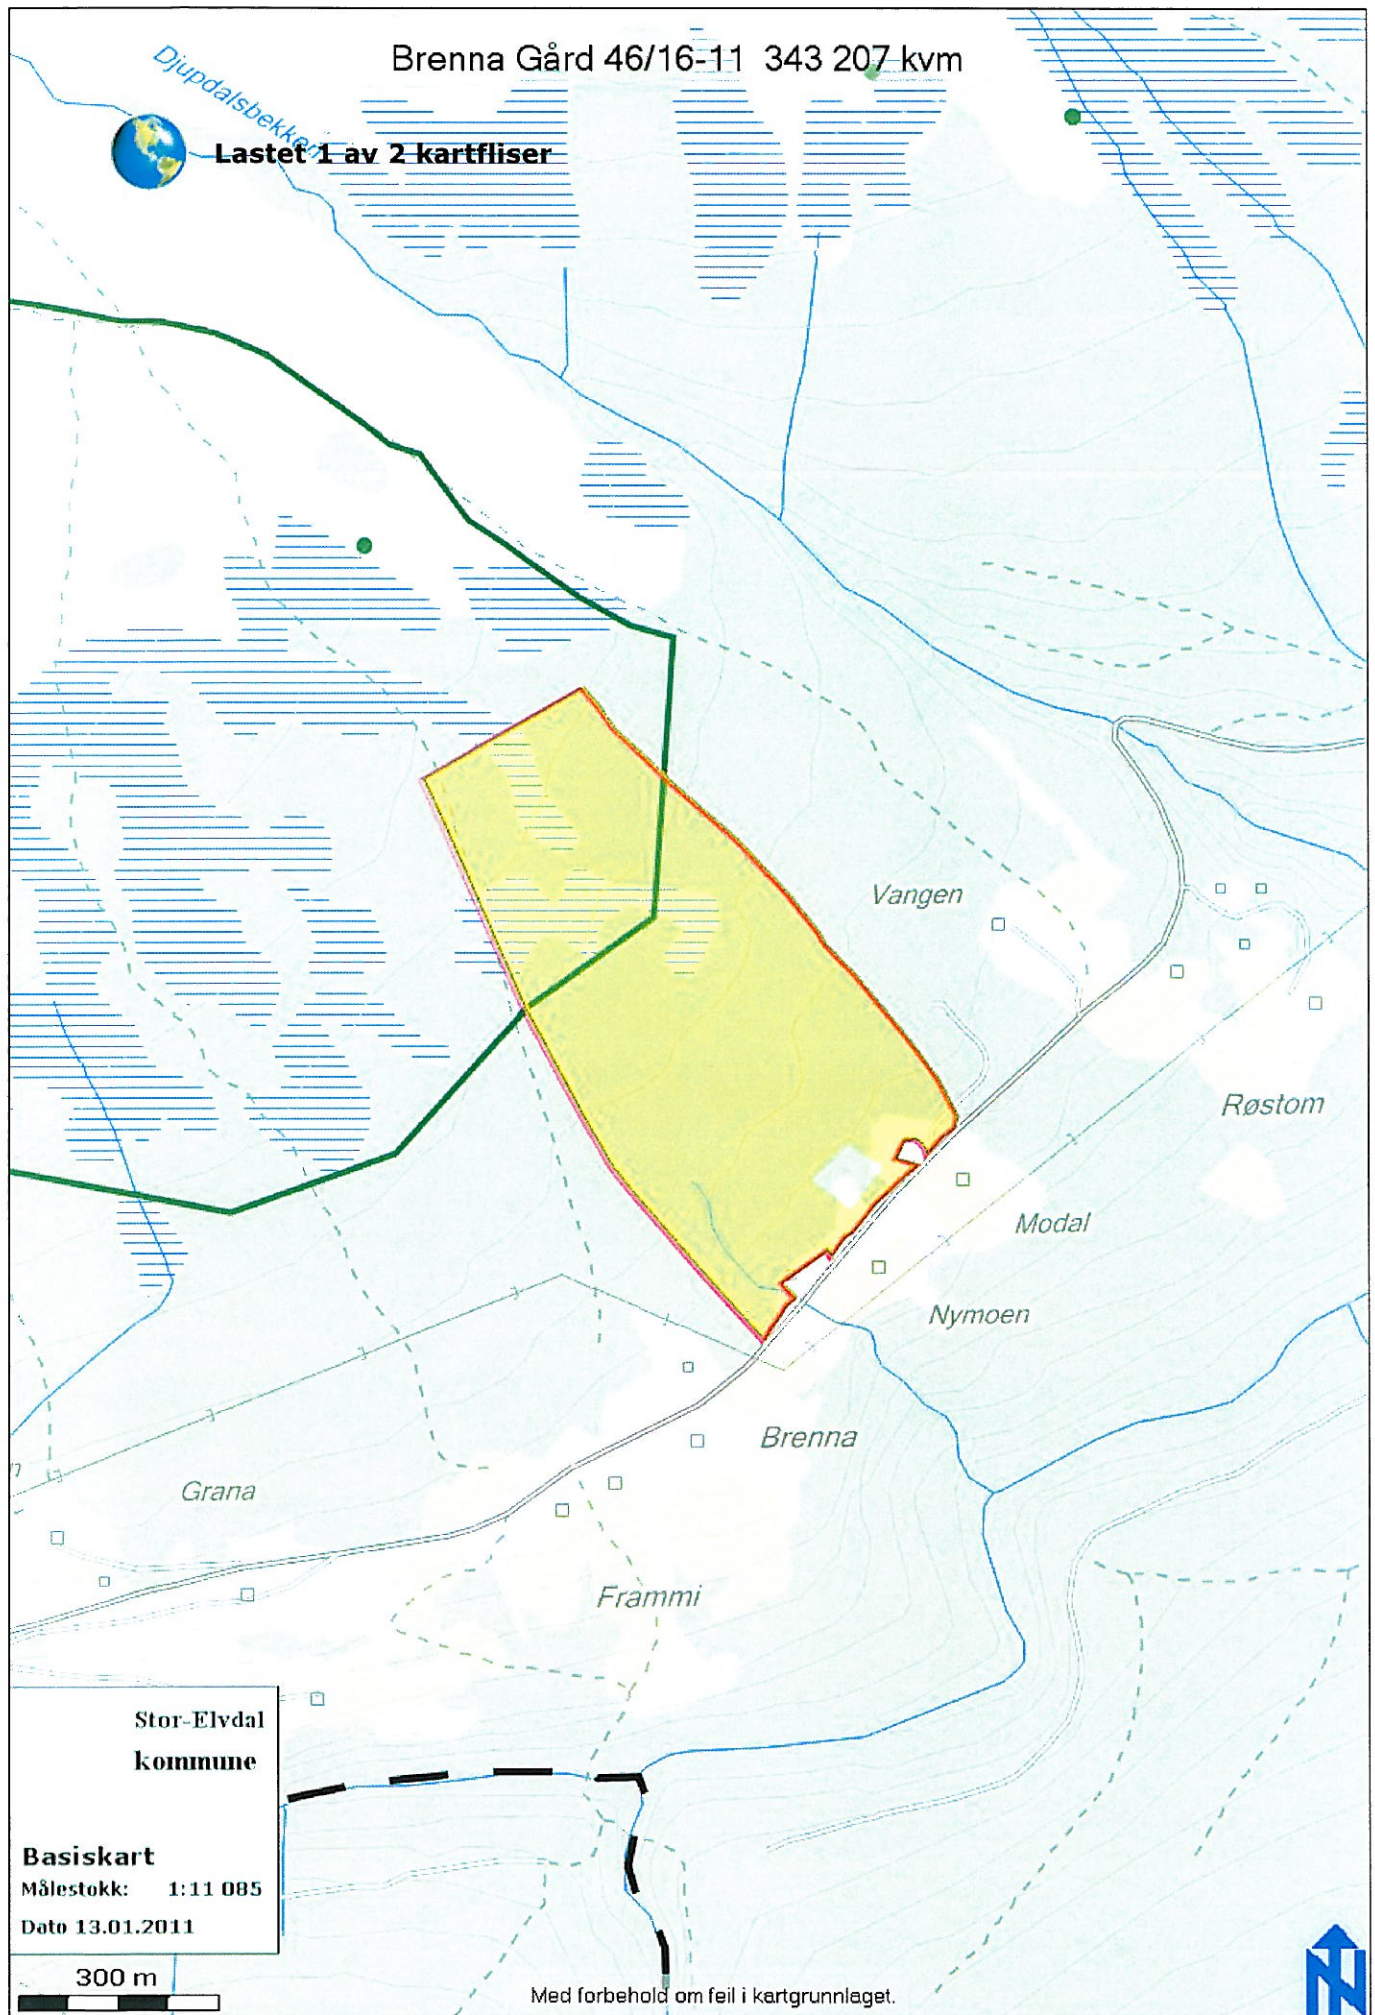 Brenna Gård 46/16-11 343 207 kvm
Djupdalsbekken
Lastet 1 av 2 kartfliser
Vangen
Røstom
Modal
Nymoen
Brenna
Grana
Frammi
Stor-Elvdal
kommune
Basiskart
Målestokk: 1:11 085
Dato 13.01.2011
300 m
Med forbehold om feil i kartgrunnlaget.
N